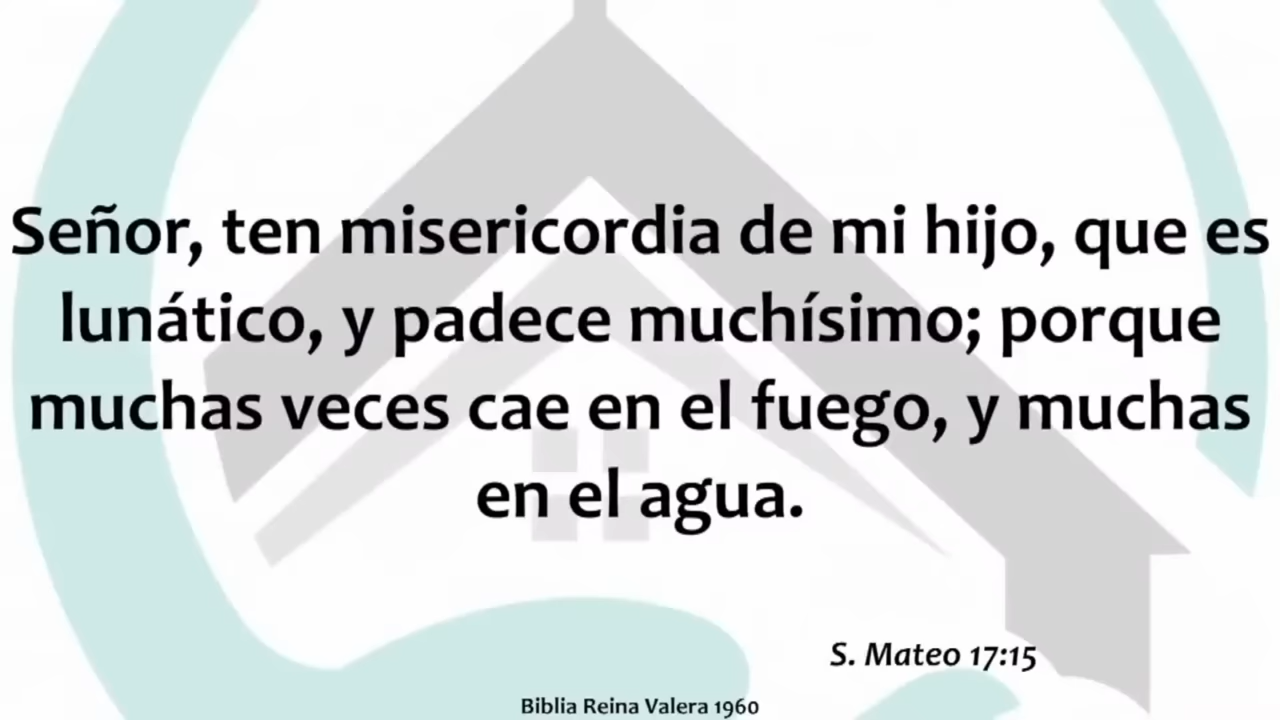 Señor, ten misericordia de mi hijo, que es
lunático, y padece muchísimo; porque
muchas veces cae en el fuego, y muchas
en el agua.
S. Mateo 17:15
Biblia Reina Valera 1960